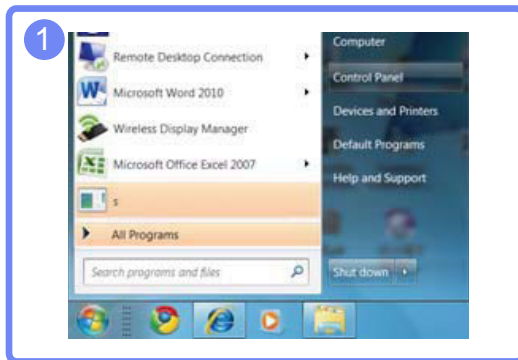 1
Remote Desktop Connection
Microsoft Word 2010
Wireless Display Manager
Microsoft Office Excel 2007
s
All Programs
Search programs and files
Computer
Control Panel
Devices and Printers
Default Programs
Help and Support
Shut down